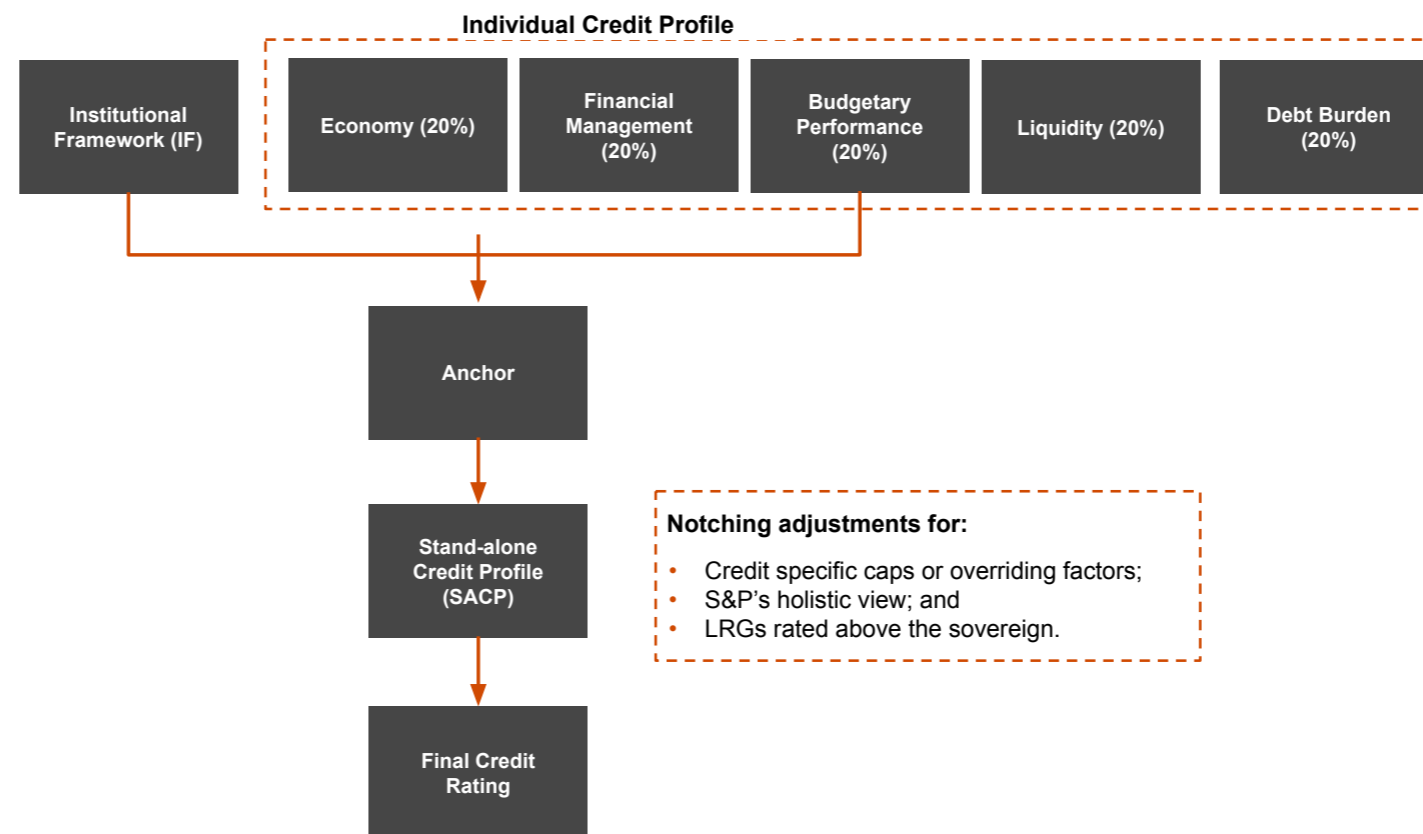 Individual Credit Profile
Institutional
Framework (IF)
Economy (20%)
Financial
Management
(20%)
Budgetary
Performance
(20%)
Liquidity (20%)
Debt Burden
(20%)
Anchor
Stand-alone
Credit Profile
(SACP)
Notching adjustments for:
• Credit specific caps or overriding factors;
• S&P’s holistic view; and
• LRGs rated above the sovereign.
Final Credit
Rating